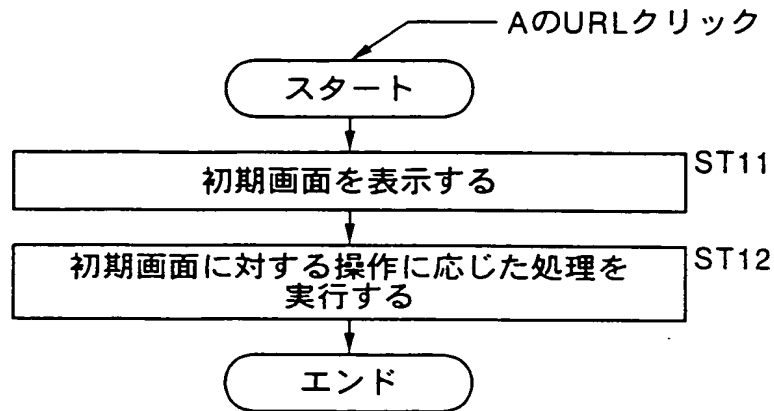 AのURLクリック
スタート
初期画面を表示する
ST11
初期画面に対する操作に応じた処理を
実行する
ST12
エンド